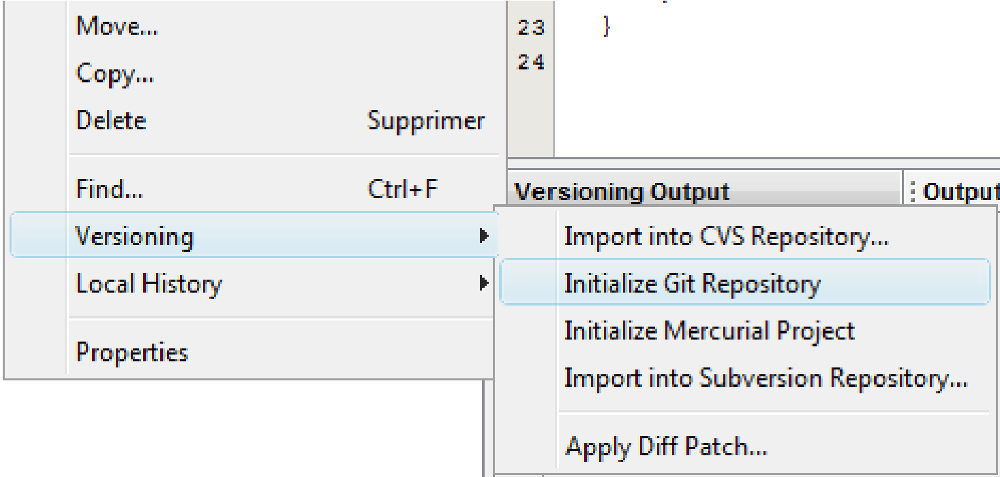 Move...
Copy...
Delete Supprimer
Find... Ctrl+F
Versioning
Local History
Properties
23 }
24
Versioning Output Output
Import into CVS Repository...
Initialize Git Repository
Initialize Mercurial Project
Import into Subversion Repository...
Apply Diff Patch...